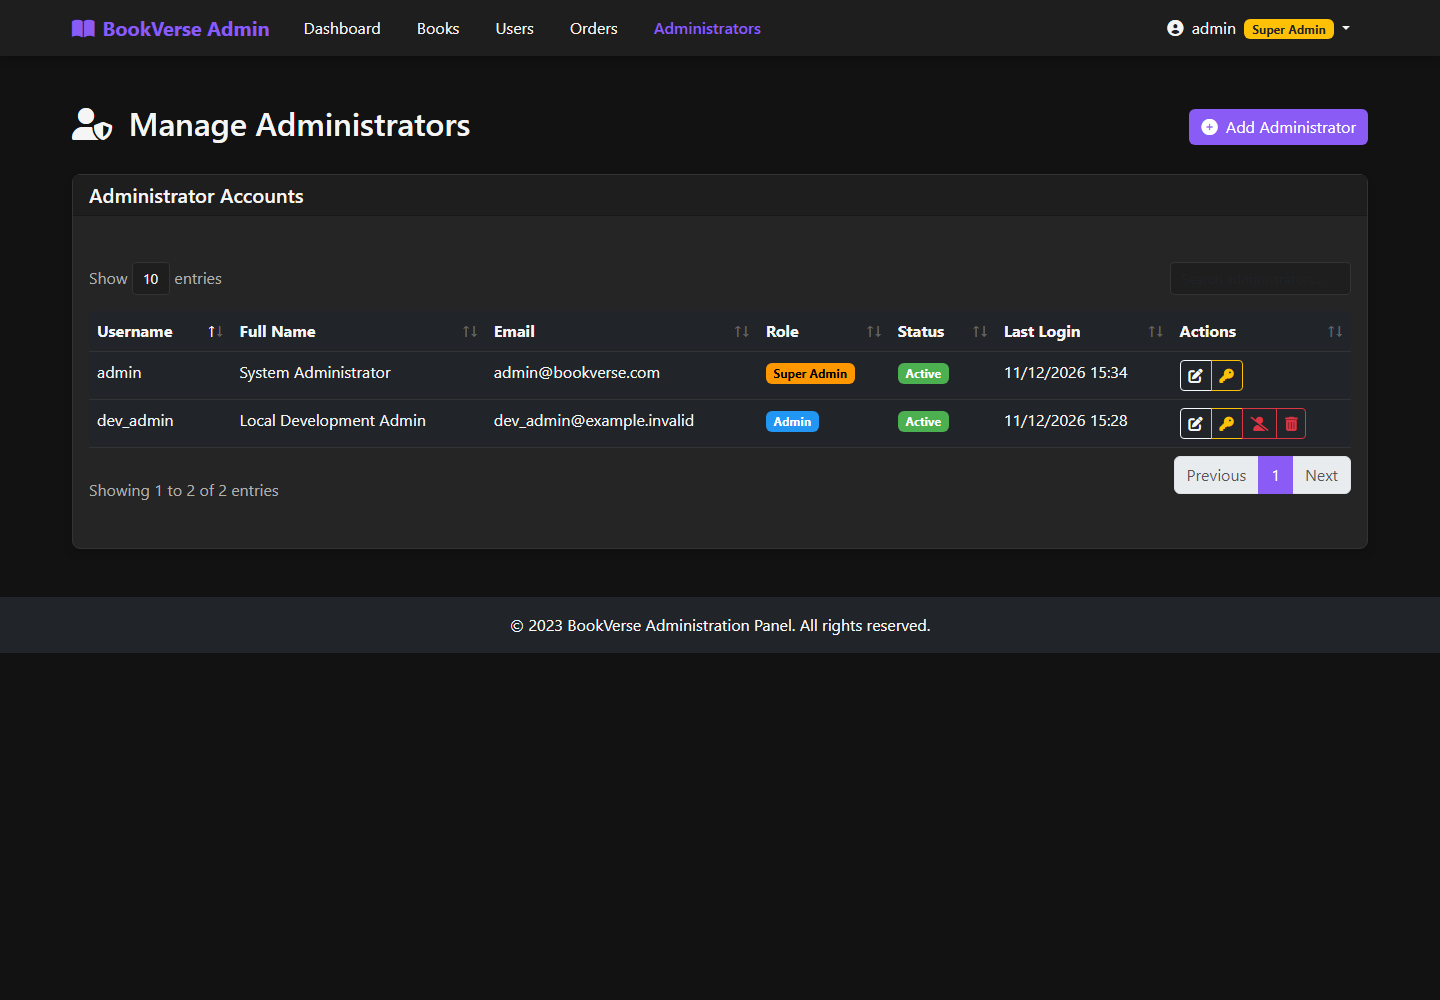 BookVerse Admin Dashboard Books Users Orders Administrators admin Super Admin
Manage Administrators
Add Administrator
Administrator Accounts
Show 10 entries
Username Full Name Email Role Status Last Login Actions
admin System Administrator admin@bookverse.com Super Admin Active 11/12/2026 15:34
dev_admin Local Development Admin dev_admin@example.invalid Admin Active 11/12/2026 15:28
Showing 1 to 2 of 2 entries
Previous 1 Next
© 2023 BookVerse Administration Panel. All rights reserved.